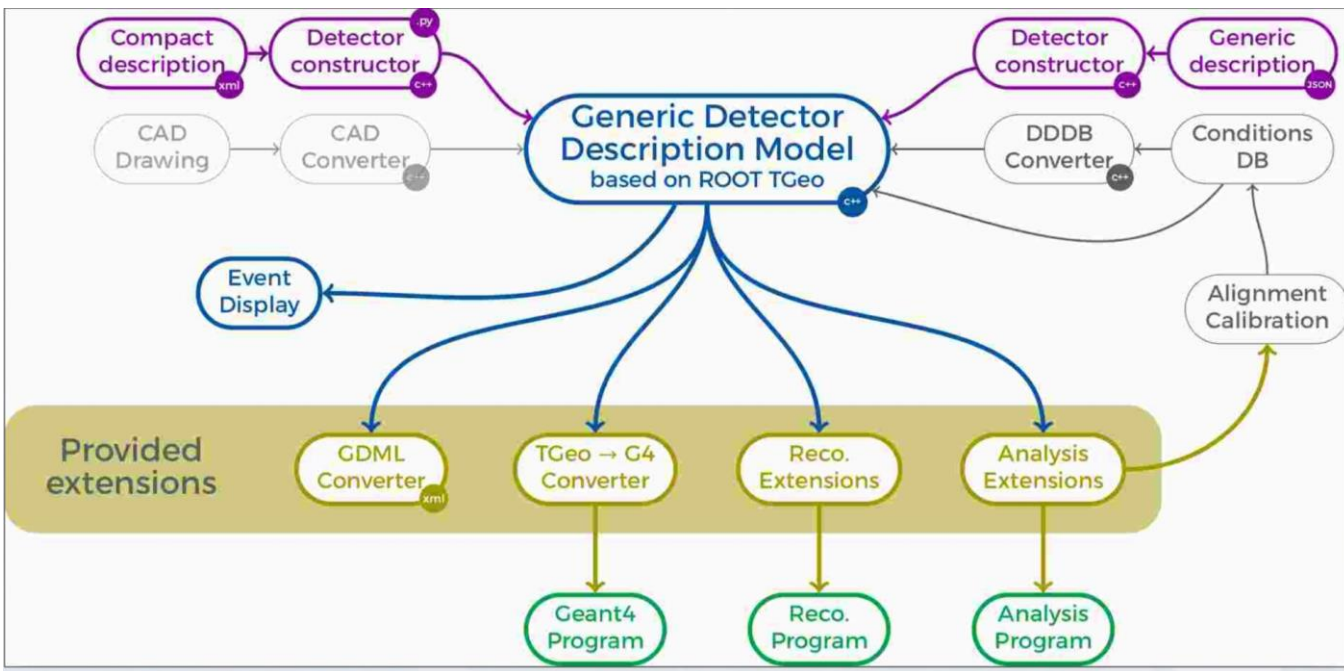 Compact
description
xml
Detector
constructor
.py
c++
Detector
constructor
c++
Generic
description
JSON
CAD
Drawing
CAD
Converter
c++
Generic Detector
Description Model
based on ROOT TGeo
c++
DDDB
Converter
c++
Conditions
DB
Event
Display
Alignment
Calibration
Provided
extensions
GDML
Converter
xml
TGeo → G4
Converter
Reco.
Extensions
Analysis
Extensions
Geant4
Program
Reco.
Program
Analysis
Program